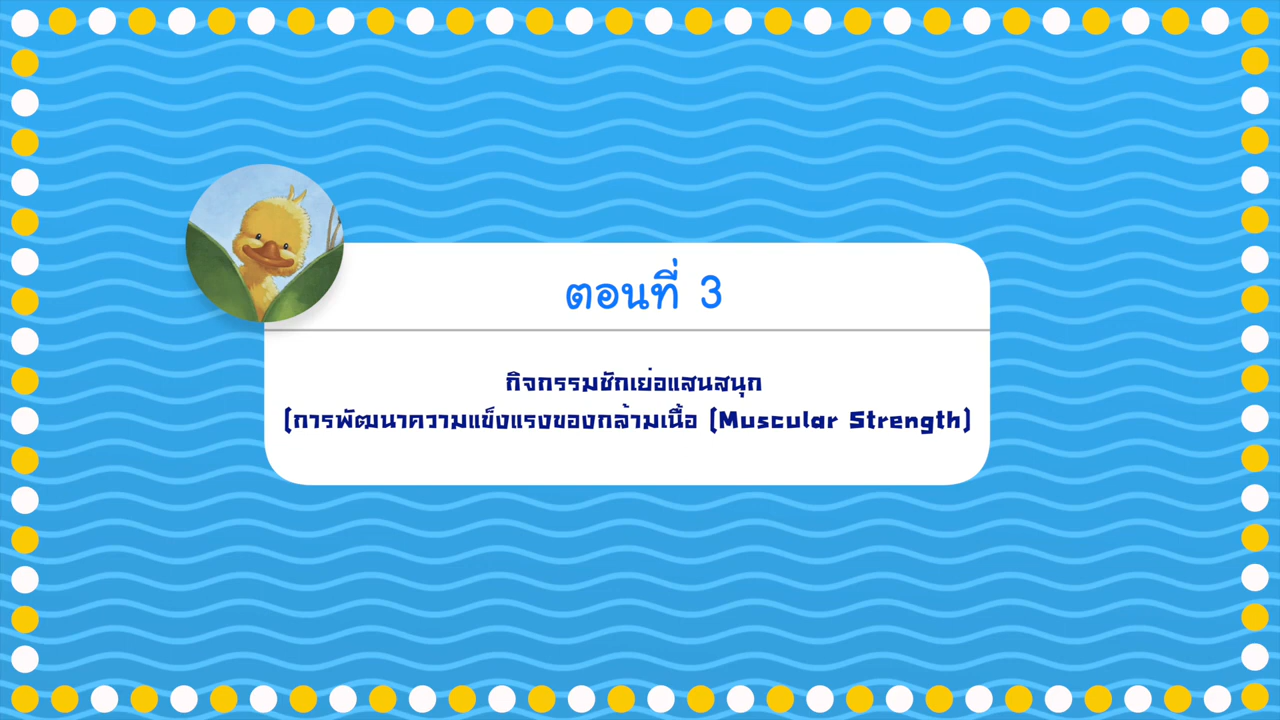 ตอนที่ 3
กิจกรรมชักเย่อแสนสนุก
(การพัฒนาความแข็งแรงของกล้ามเนื้อ (Muscular Strength)